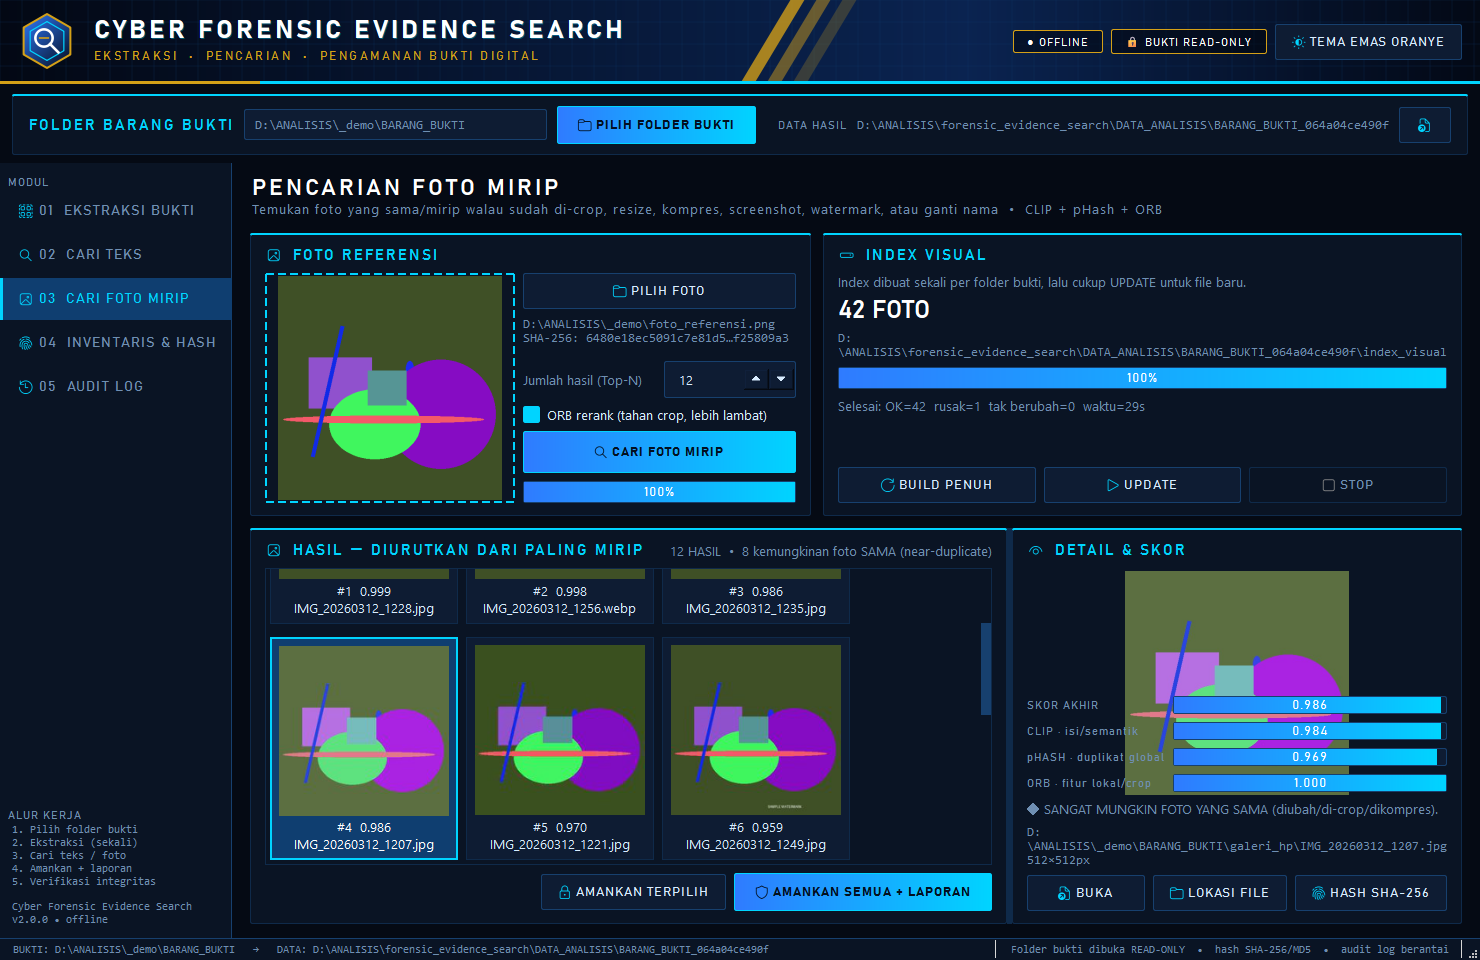 CYBER FORENSIC EVIDENCE SEARCH
EKSTRAKSI · PENCARIAN · PENGAMANAN BUKTI DIGITAL
● OFFLINE
BUKTI READ-ONLY
TEMA EMAS ORANYE
FOLDER BARANG BUKTI
D:\ANALISIS\_demo\BARANG_BUKTI
PILIH FOLDER BUKTI
DATA HASIL
D:\ANALISIS\forensic_evidence_search\DATA_ANALISIS\BARANG_BUKTI_064a04ce490f
MODUL
01 EKSTRAKSI BUKTI
02 CARI TEKS
03 CARI FOTO MIRIP
04 INVENTARIS & HASH
05 AUDIT LOG
ALUR KERJA
1. Pilih folder bukti
2. Ekstraksi (sekali)
3. Cari teks / foto
4. Amankan + laporan
5. Verifikasi integritas
Cyber Forensic Evidence Search
v2.0.0 • offline
PENCARIAN FOTO MIRIP
Temukan foto yang sama/mirip walau sudah di-crop, resize, kompres, screenshot, watermark, atau ganti nama • CLIP + pHash + ORB
FOTO REFERENSI
PILIH FOTO
D:\ANALISIS\_demo\foto_referensi.png
SHA-256: 6480e18ec5091c7e81d5…f25809a3
Jumlah hasil (Top-N)
12
ORB rerank (tahan crop, lebih lambat)
CARI FOTO MIRIP
100%
INDEX VISUAL
Index dibuat sekali per folder bukti, lalu cukup UPDATE untuk file baru.
42 FOTO
D:
\ANALISIS\forensic_evidence_search\DATA_ANALISIS\BARANG_BUKTI_064a04ce490f\index_visual
100%
Selesai: OK=42 rusak=1 tak berubah=0 waktu=29s
BUILD PENUH
UPDATE
STOP
HASIL — DIURUTKAN DARI PALING MIRIP
12 HASIL • 8 kemungkinan foto SAMA (near-duplicate)
#1 0.999
IMG_20260312_1228.jpg
#2 0.998
IMG_20260312_1256.webp
#3 0.986
IMG_20260312_1235.jpg
#4 0.986
IMG_20260312_1207.jpg
#5 0.970
IMG_20260312_1221.jpg
#6 0.959
IMG_20260312_1249.jpg
AMANKAN TERPILIH
AMANKAN SEMUA + LAPORAN
DETAIL & SKOR
SKOR AKHIR
0.986
CLIP · isi/semantik
0.984
pHASH · duplikat global
0.969
ORB · fitur lokal/crop
1.000
◆ SANGAT MUNGKIN FOTO YANG SAMA (diubah/di-crop/dikompres).
D:
\ANALISIS\_demo\BARANG_BUKTI\galeri_hp\IMG_20260312_1207.jpg
512×512px
BUKA
LOKASI FILE
HASH SHA-256
BUKTI: D:\ANALISIS\_demo\BARANG_BUKTI → DATA: D:\ANALISIS\forensic_evidence_search\DATA_ANALISIS\BARANG_BUKTI_064a04ce490f
Folder bukti dibuka READ-ONLY • hash SHA-256/MD5 • audit log berantai